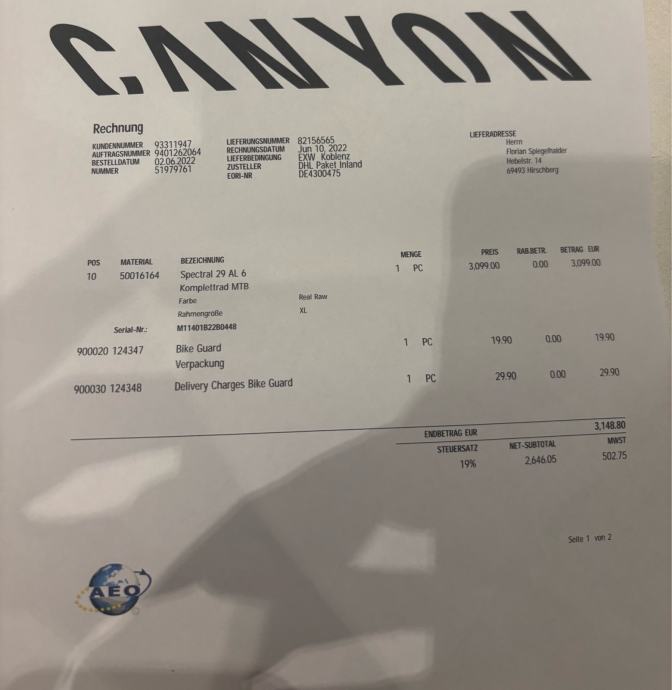 CANYON
Rechnung
KUNDENNUMMER 93311947
AUFTRAGSNUMMER 9401262064
BESTELLDATUM 02.06.2022
NUMMER 51979761
LIEFERUNGSNUMMER 82156565
RECHNUNGSDATUM Jun 10, 2022
LIEFERBEDINGUNG EXW Koblenz
ZUSTELLER DHL Paket Inland
EORI-NR DE4300475
LIEFERADRESSE
Herrn
Florian Spiegelhalder
Hebelstr. 14
69493 Hirschberg
POS MATERIAL BEZEICHNUNG MENGE PREIS RAB.BETR. BETRAG EUR
10 50016164 Spectral 29 AL 6 1 PC 3,099.00 0.00 3,099.00
Komplettrad MTB
Farbe Real Raw
Rahmengröße XL
Serial-Nr.: M11401B2280448
900020 124347 Bike Guard 1 PC 19.90 0.00 19.90
Verpackung
900030 124348 Delivery Charges Bike Guard 1 PC 29.90 0.00 29.90
ENDBETRAG EUR 3,148.80
STEUERSATZ NET-SUBTOTAL MWST
19% 2,646.05 502.75
Seite 1 von 2
AEO